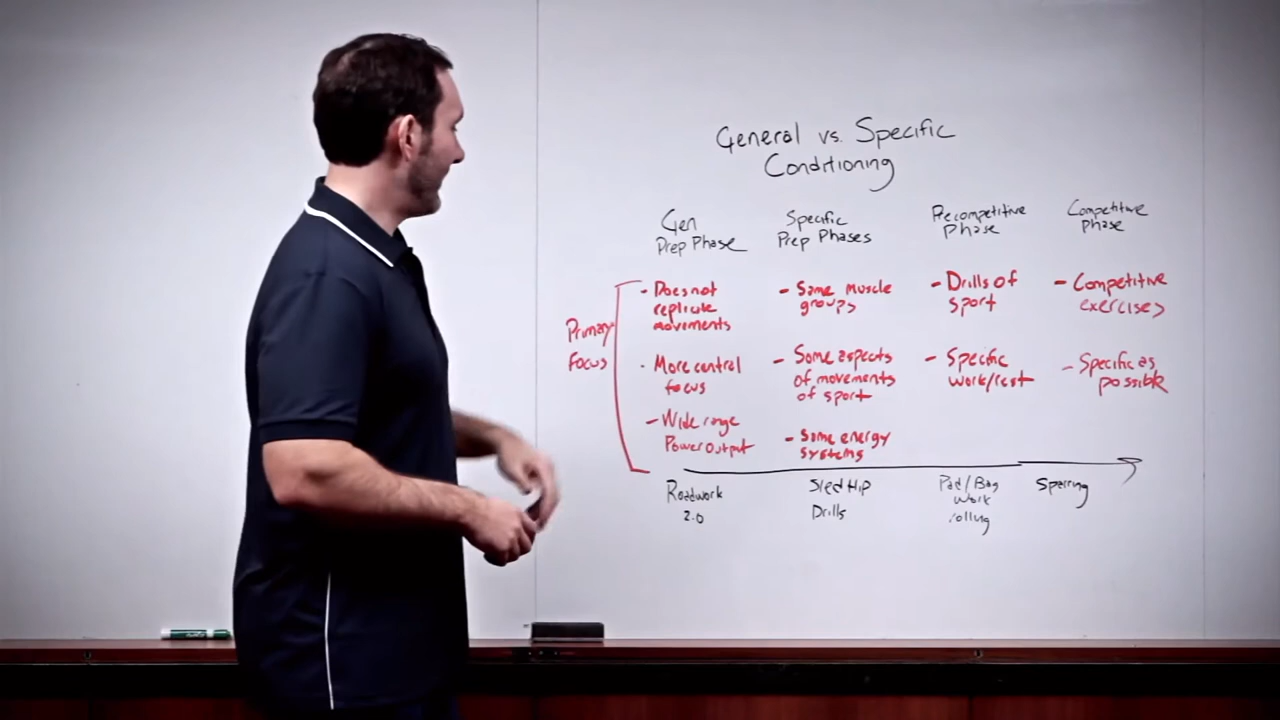 General vs. Specific
Conditioning
Gen
Prep Phase
Specific
Prep Phases
Precompetitive
Phase
Competitive
Phase
Primary
Focus
- Does not
replicate
movements
- More central
focus
- Wide range
Power output
- Same muscle
groups
- Some aspects
of movements
of sport
- Some energy
systems
- Drills of
sport
- Specific
work/rest
- Competitive
exercises
- Specific as
possible
Roadwork
2.0
Sled Hip
Drills
Pad/Bag
Work
rolling
Sparring